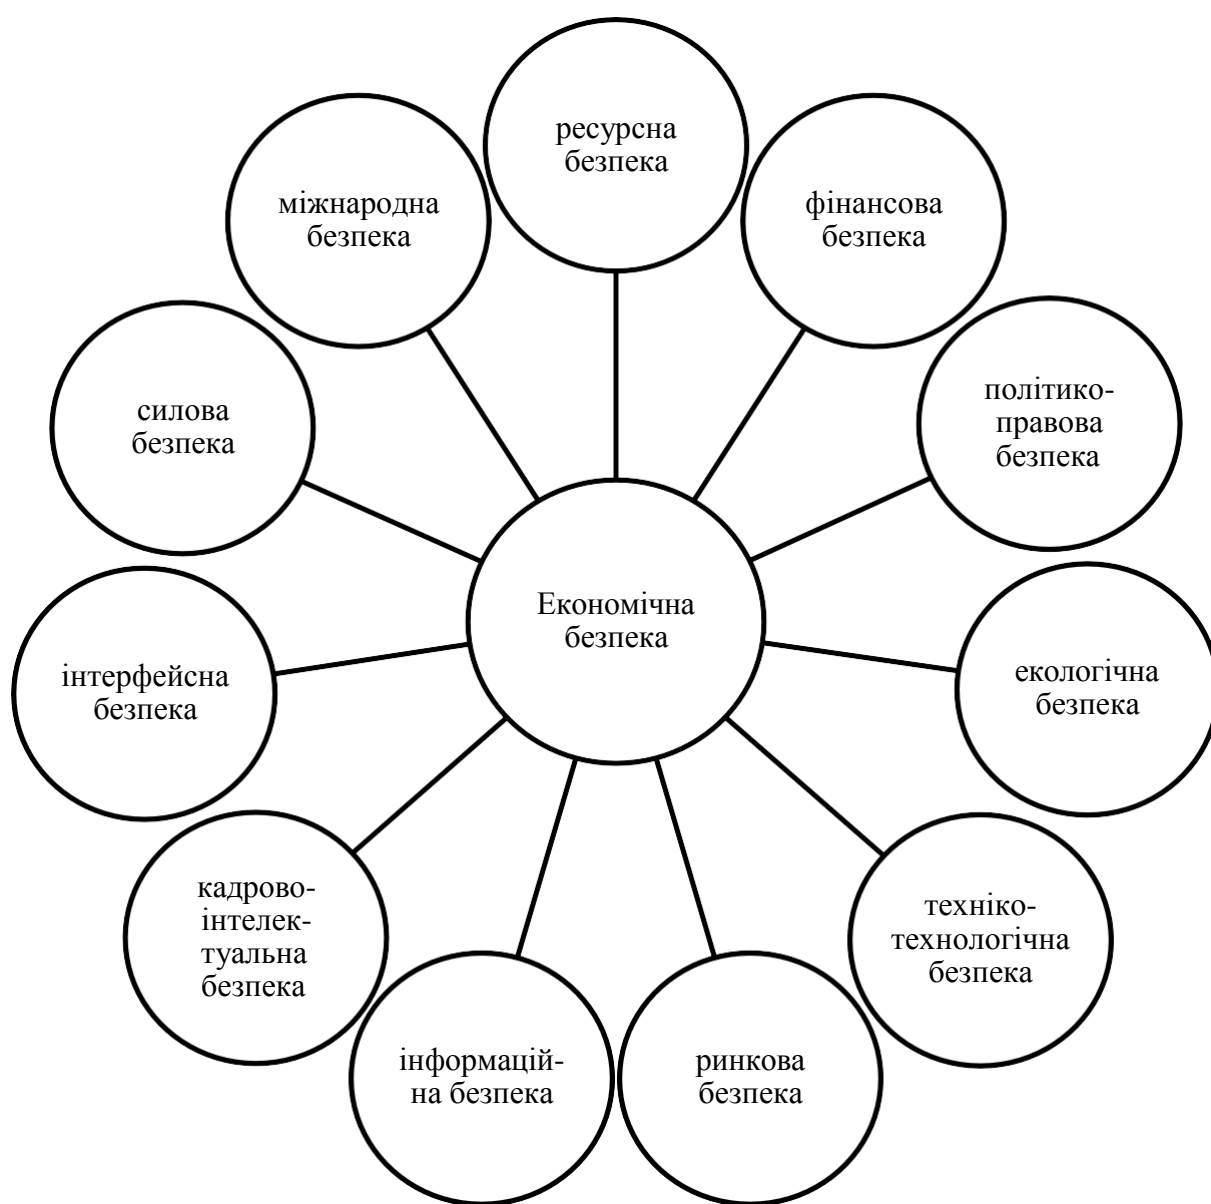 ресурсна
безпека
фінансова
безпека
політико-
правова
безпека
екологічна
безпека
техніко-
технологічна
безпека
ринкова
безпека
інформацій-
на безпека
кадрово-
інтелек-
туальна
безпека
інтерфейсна
безпека
силова
безпека
міжнародна
безпека
Економічна
безпека